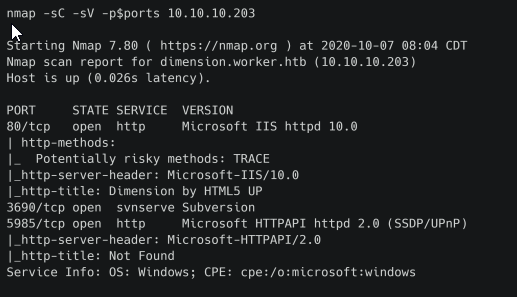 nmap -sC -sV -p$ports 10.10.10.203
Starting Nmap 7.80 ( https://nmap.org ) at 2020-10-07 08:04 CDT
Nmap scan report for dimension.worker.htb (10.10.10.203)
Host is up (0.026s latency).
PORT     STATE SERVICE  VERSION
80/tcp   open  http     Microsoft IIS httpd 10.0
| http-methods:
|_  Potentially risky methods: TRACE
|_http-server-header: Microsoft-IIS/10.0
|_http-title: Dimension by HTML5 UP
3690/tcp open  svnserve Subversion
5985/tcp open  http     Microsoft HTTPAPI httpd 2.0 (SSDP/UPnP)
|_http-server-header: Microsoft-HTTPAPI/2.0
|_http-title: Not Found
Service Info: OS: Windows; CPE: cpe:/o:microsoft:windows